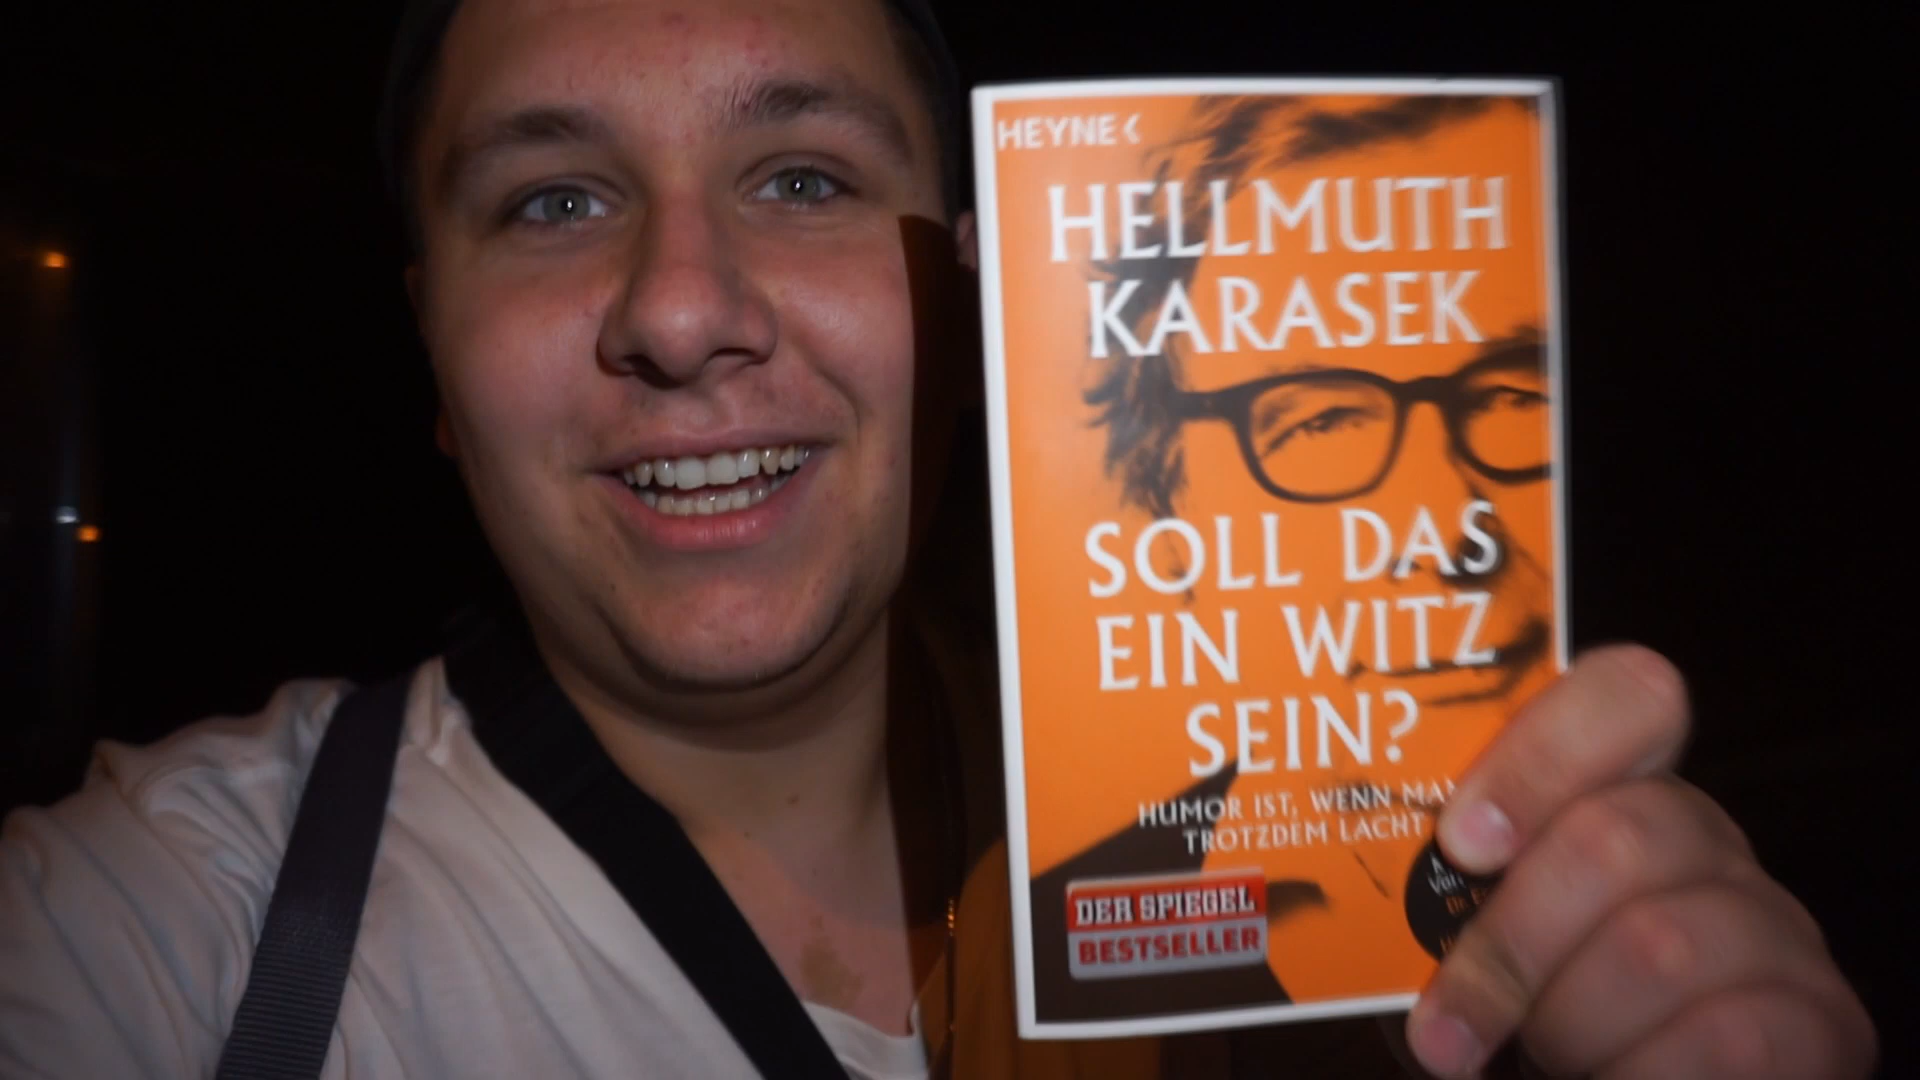 HEYNE
HELLMUTH
KARASEK
SOLL DAS
EIN WITZ
SEIN?
HUMOR IST, WENN MAN
TROTZDEM LACHT
DER SPIEGEL
BESTSELLER